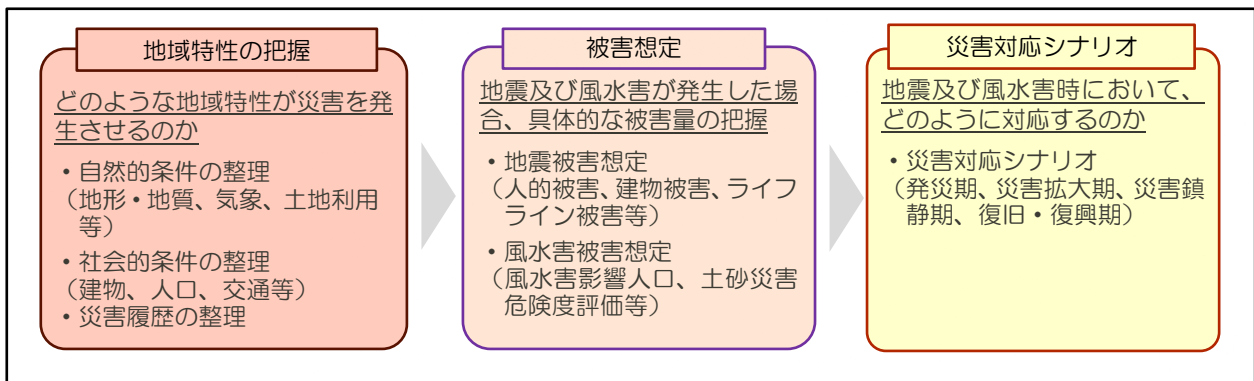 地域特性の把握
どのような地域特性が災害を発
生させるのか
・自然的条件の整理
（地形・地質、気象、土地利用
等）
・社会的条件の整理
（建物、人口、交通等）
・災害履歴の整理
被害想定
地震及び風水害が発生した場
合、具体的な被害量の把握
・地震被害想定
（人的被害、建物被害、ライフ
ライン被害等）
・風水害被害想定
（風水害影響人口、土砂災害
危険度評価等）
災害対応シナリオ
地震及び風水害時において、
どのように対応するのか
・災害対応シナリオ
（発災期、災害拡大期、災害鎮
静期、復旧・復興期）